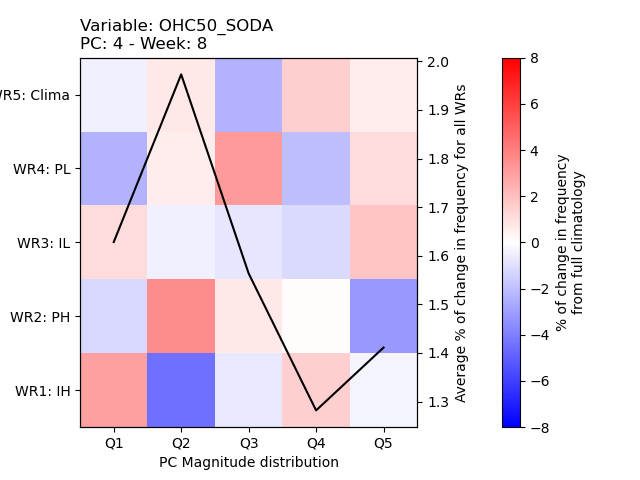 Variable: OHC50_SODA
PC: 4 - Week: 8
WR5: Clima
WR4: PL
WR3: IL
WR2: PH
WR1: IH
Q1 Q2 Q3 Q4 Q5
PC Magnitude distribution
2.0
1.9
1.8
1.7
1.6
1.5
1.4
1.3
Average % of change in frequency for all WRs
8
6
4
2
0
−2
−4
−6
−8
% of change in frequency
from full climatology